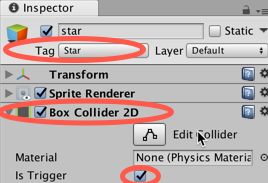 Inspector
star Static
Tag Star Layer Default
Transform
Sprite Renderer
Box Collider 2D
Edit Collider
Material None (Physics Materia
Is Trigger